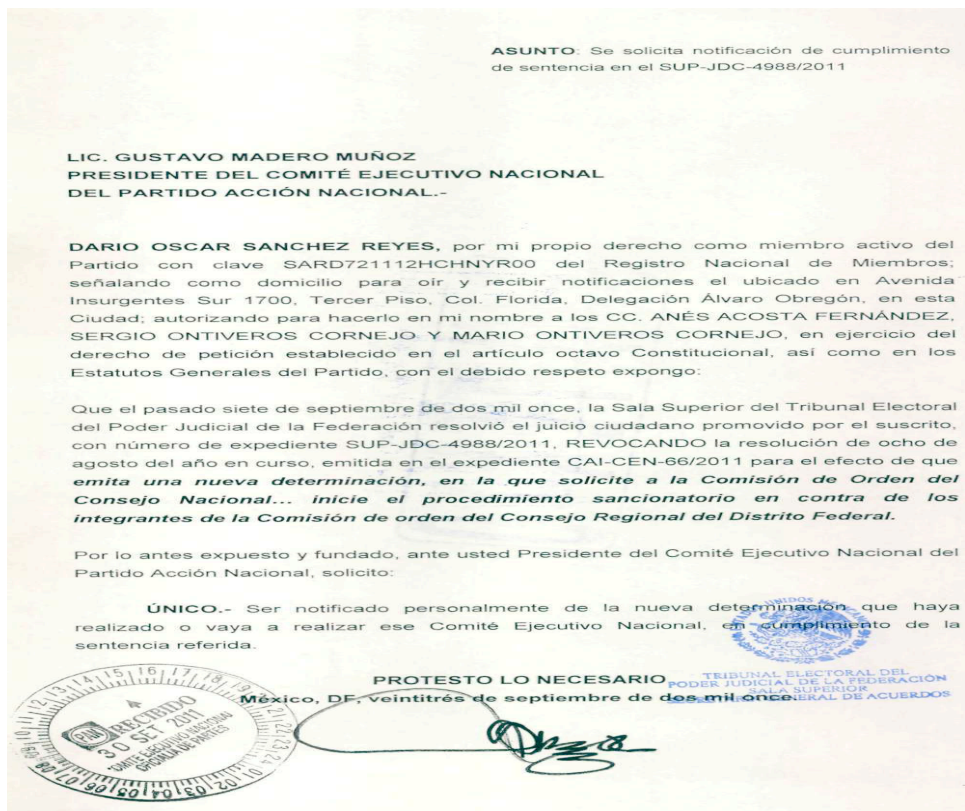 ASUNTO: Se solicita notificación de cumplimiento
de sentencia en el SUP-JDC-4988/2011
LIC. GUSTAVO MADERO MUÑOZ
PRESIDENTE DEL COMITÉ EJECUTIVO NACIONAL
DEL PARTIDO ACCIÓN NACIONAL.-
DARIO OSCAR SANCHEZ REYES, por mi propio derecho como miembro activo del
Partido con clave SARD721112HCHNYR00 del Registro Nacional de Miembros;
señalando como domicilio para oír y recibir notificaciones el ubicado en Avenida
Insurgentes Sur 1700, Tercer Piso, Col. Florida, Delegación Álvaro Obregón, en esta
Ciudad; autorizando para hacerlo en mi nombre a los CC. ANÉS ACOSTA FERNÁNDEZ,
SERGIO ONTIVEROS CORNEJO Y MARIO ONTIVEROS CORNEJO, en ejercicio del
derecho de petición establecido en el artículo octavo Constitucional, así como en los
Estatutos Generales del Partido, con el debido respeto expongo:
Que el pasado siete de septiembre de dos mil once, la Sala Superior del Tribunal Electoral
del Poder Judicial de la Federación resolvió el juicio ciudadano promovido por el suscrito,
con número de expediente SUP-JDC-4988/2011, REVOCANDO la resolución de ocho de
agosto del año en curso, emitida en el expediente CAI-CEN-66/2011 para el efecto de que
emita una nueva determinación, en la que solicite a la Comisión de Orden del
Consejo Nacional... inicie el procedimiento sancionatorio en contra de los
integrantes de la Comisión de orden del Consejo Regional del Distrito Federal.
Por lo antes expuesto y fundado, ante usted Presidente del Comité Ejecutivo Nacional del
Partido Acción Nacional, solicito:
ÚNICO.- Ser notificado personalmente de la nueva determinación que haya
realizado o vaya a realizar ese Comité Ejecutivo Nacional, en cumplimiento de la
sentencia referida.
PROTESTO LO NECESARIO
México, DF, veintitrés de septiembre de dos mil once.
TRIBUNAL ELECTORAL DEL
PODER JUDICIAL DE LA FEDERACIÓN
SALA SUPERIOR
GENERAL DE ACUERDOS
PAN
RECIBIDO
30 SET 2011
COMITE EJECUTIVO NACIONAL
OFICIALIA DE PARTES